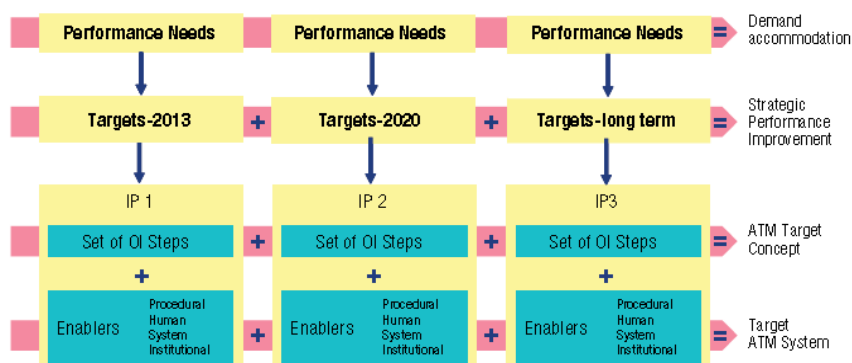 Performance Needs Performance Needs Performance Needs = Demand
accommodation
Targets-2013 + Targets-2020 + Targets-long term = Strategic
Performance
Improvement
IP 1 IP 2 IP3
Set of OI Steps + Set of OI Steps + Set of OI Steps = ATM Target
Concept
+ + +
Enablers Procedural Human System Institutional + Enablers Procedural Human System Institutional + Enablers Procedural Human System Institutional = Target
ATM System